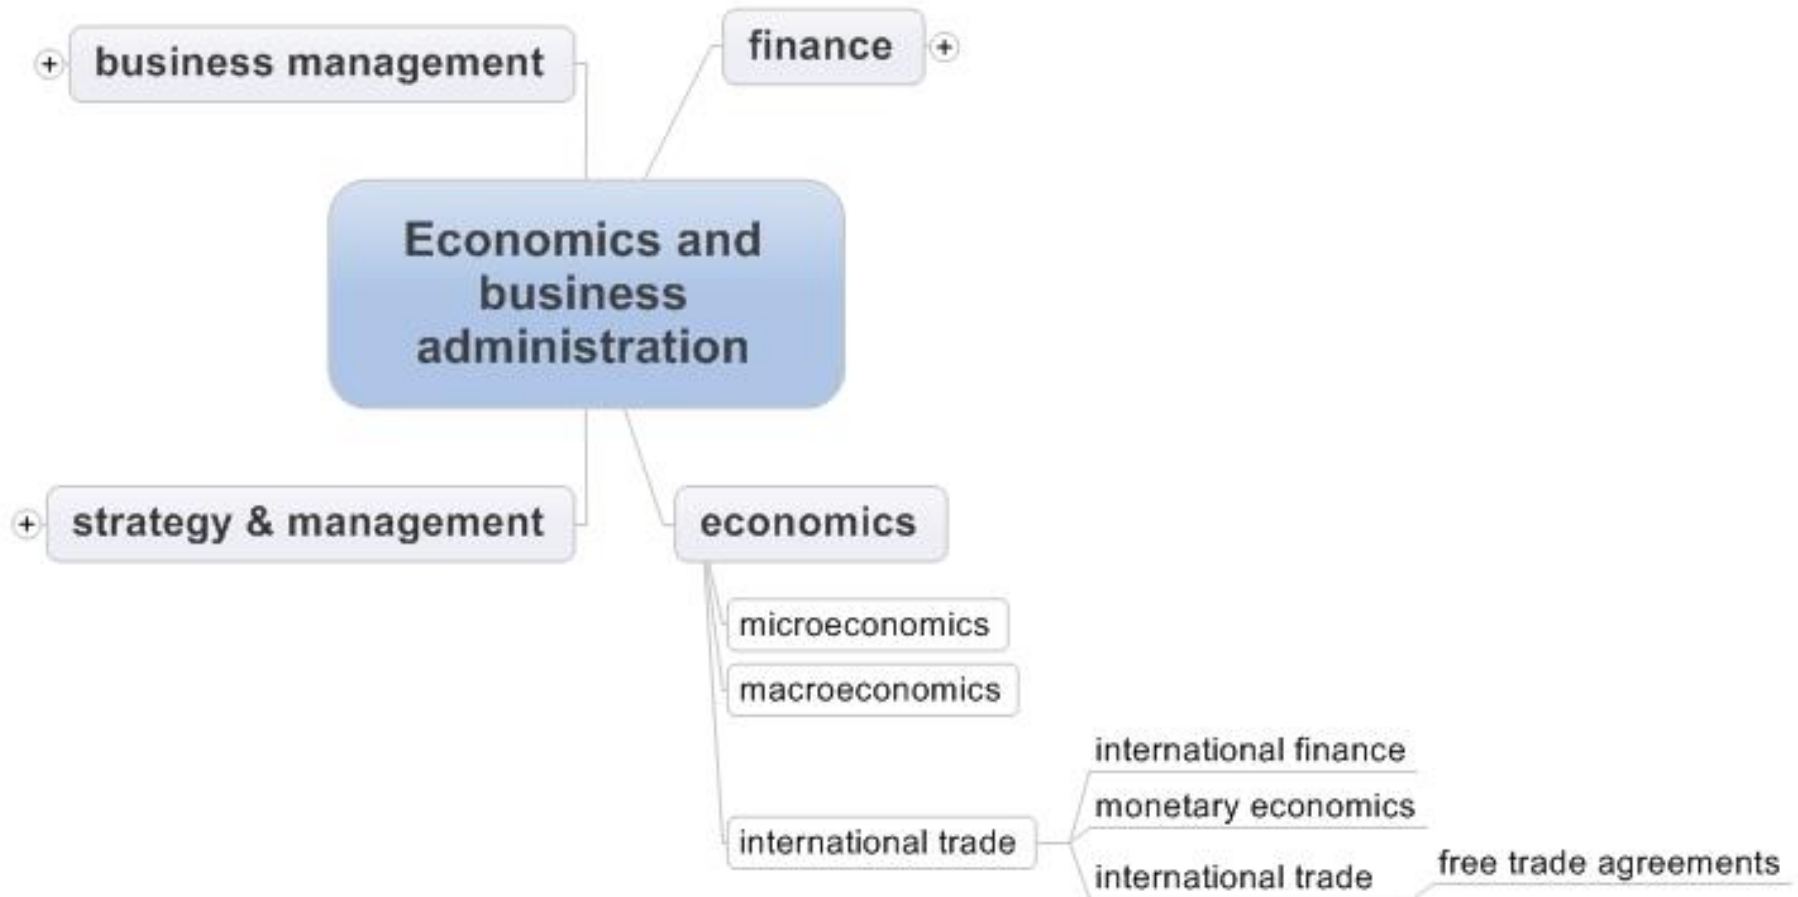 business management
finance
Economics and
business
administration
strategy & management
economics
microeconomics
macroeconomics
international trade
international finance
monetary economics
international trade
free trade agreements